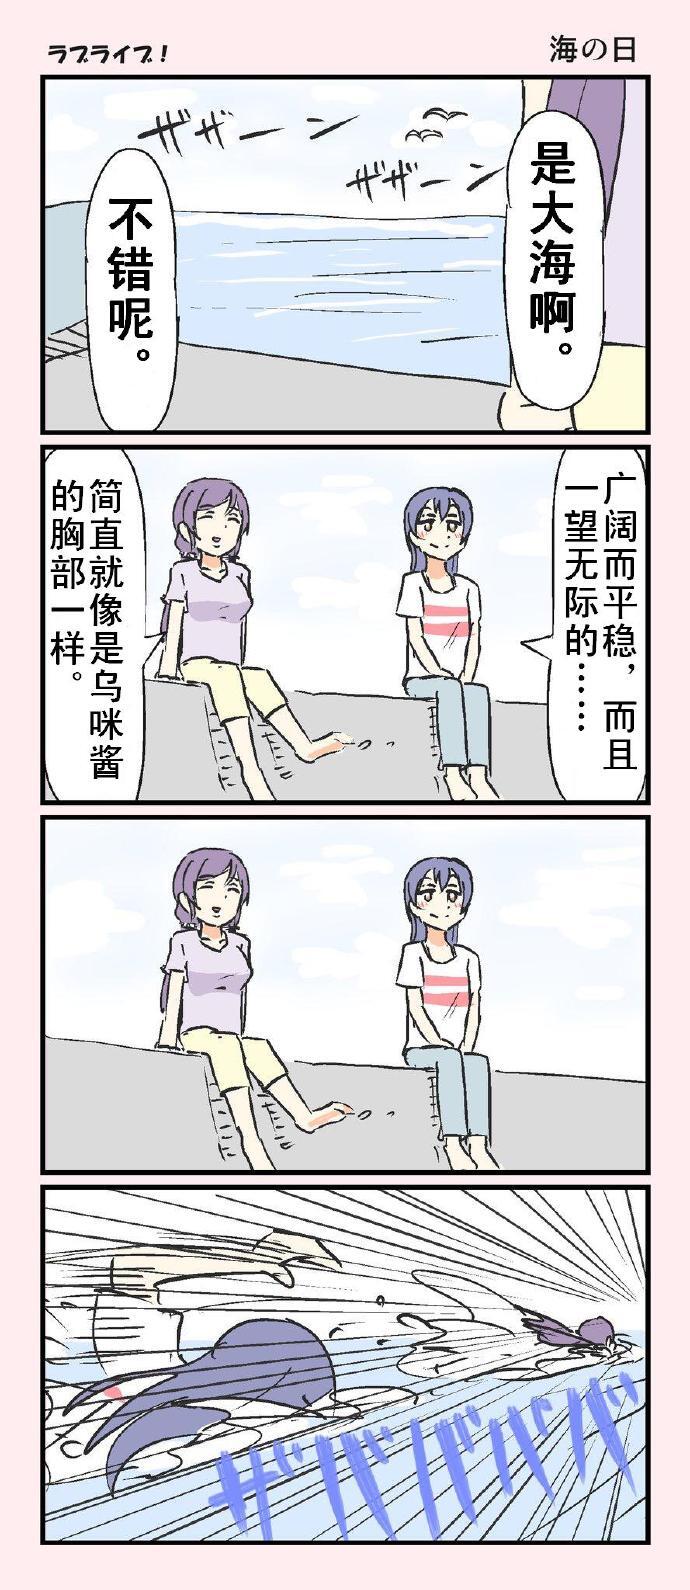 ラブライブ！
海の日
ザザーン
ザザーン
是大海啊。
不错呢。
广阔而平稳，而且
一望无际的……
简直就像是乌咪酱
的胸部一样。
ザバババババ